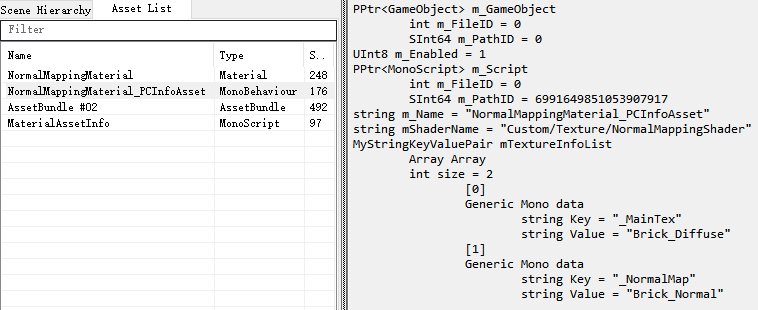 Scene Hierarchy
Asset List
Filter
Name Type S..
NormalMappingMaterial Material 248
NormalMappingMaterial_PCInfoAsset MonoBehaviour 176
AssetBundle #02 AssetBundle 492
MaterialAssetInfo MonoScript 97
PPtr<GameObject> m_GameObject
int m_FileID = 0
SInt64 m_PathID = 0
UInt8 m_Enabled = 1
PPtr<MonoScript> m_Script
int m_FileID = 0
SInt64 m_PathID = 6991649851053907917
string m_Name = "NormalMappingMaterial_PCInfoAsset"
string mShaderName = "Custom/Texture/NormalMappingShader"
MyStringKeyValuePair mTextureInfoList
Array Array
int size = 2
[0]
Generic Mono data
string Key = "_MainTex"
string Value = "Brick_Diffuse"
[1]
Generic Mono data
string Key = "_NormalMap"
string Value = "Brick_Normal"